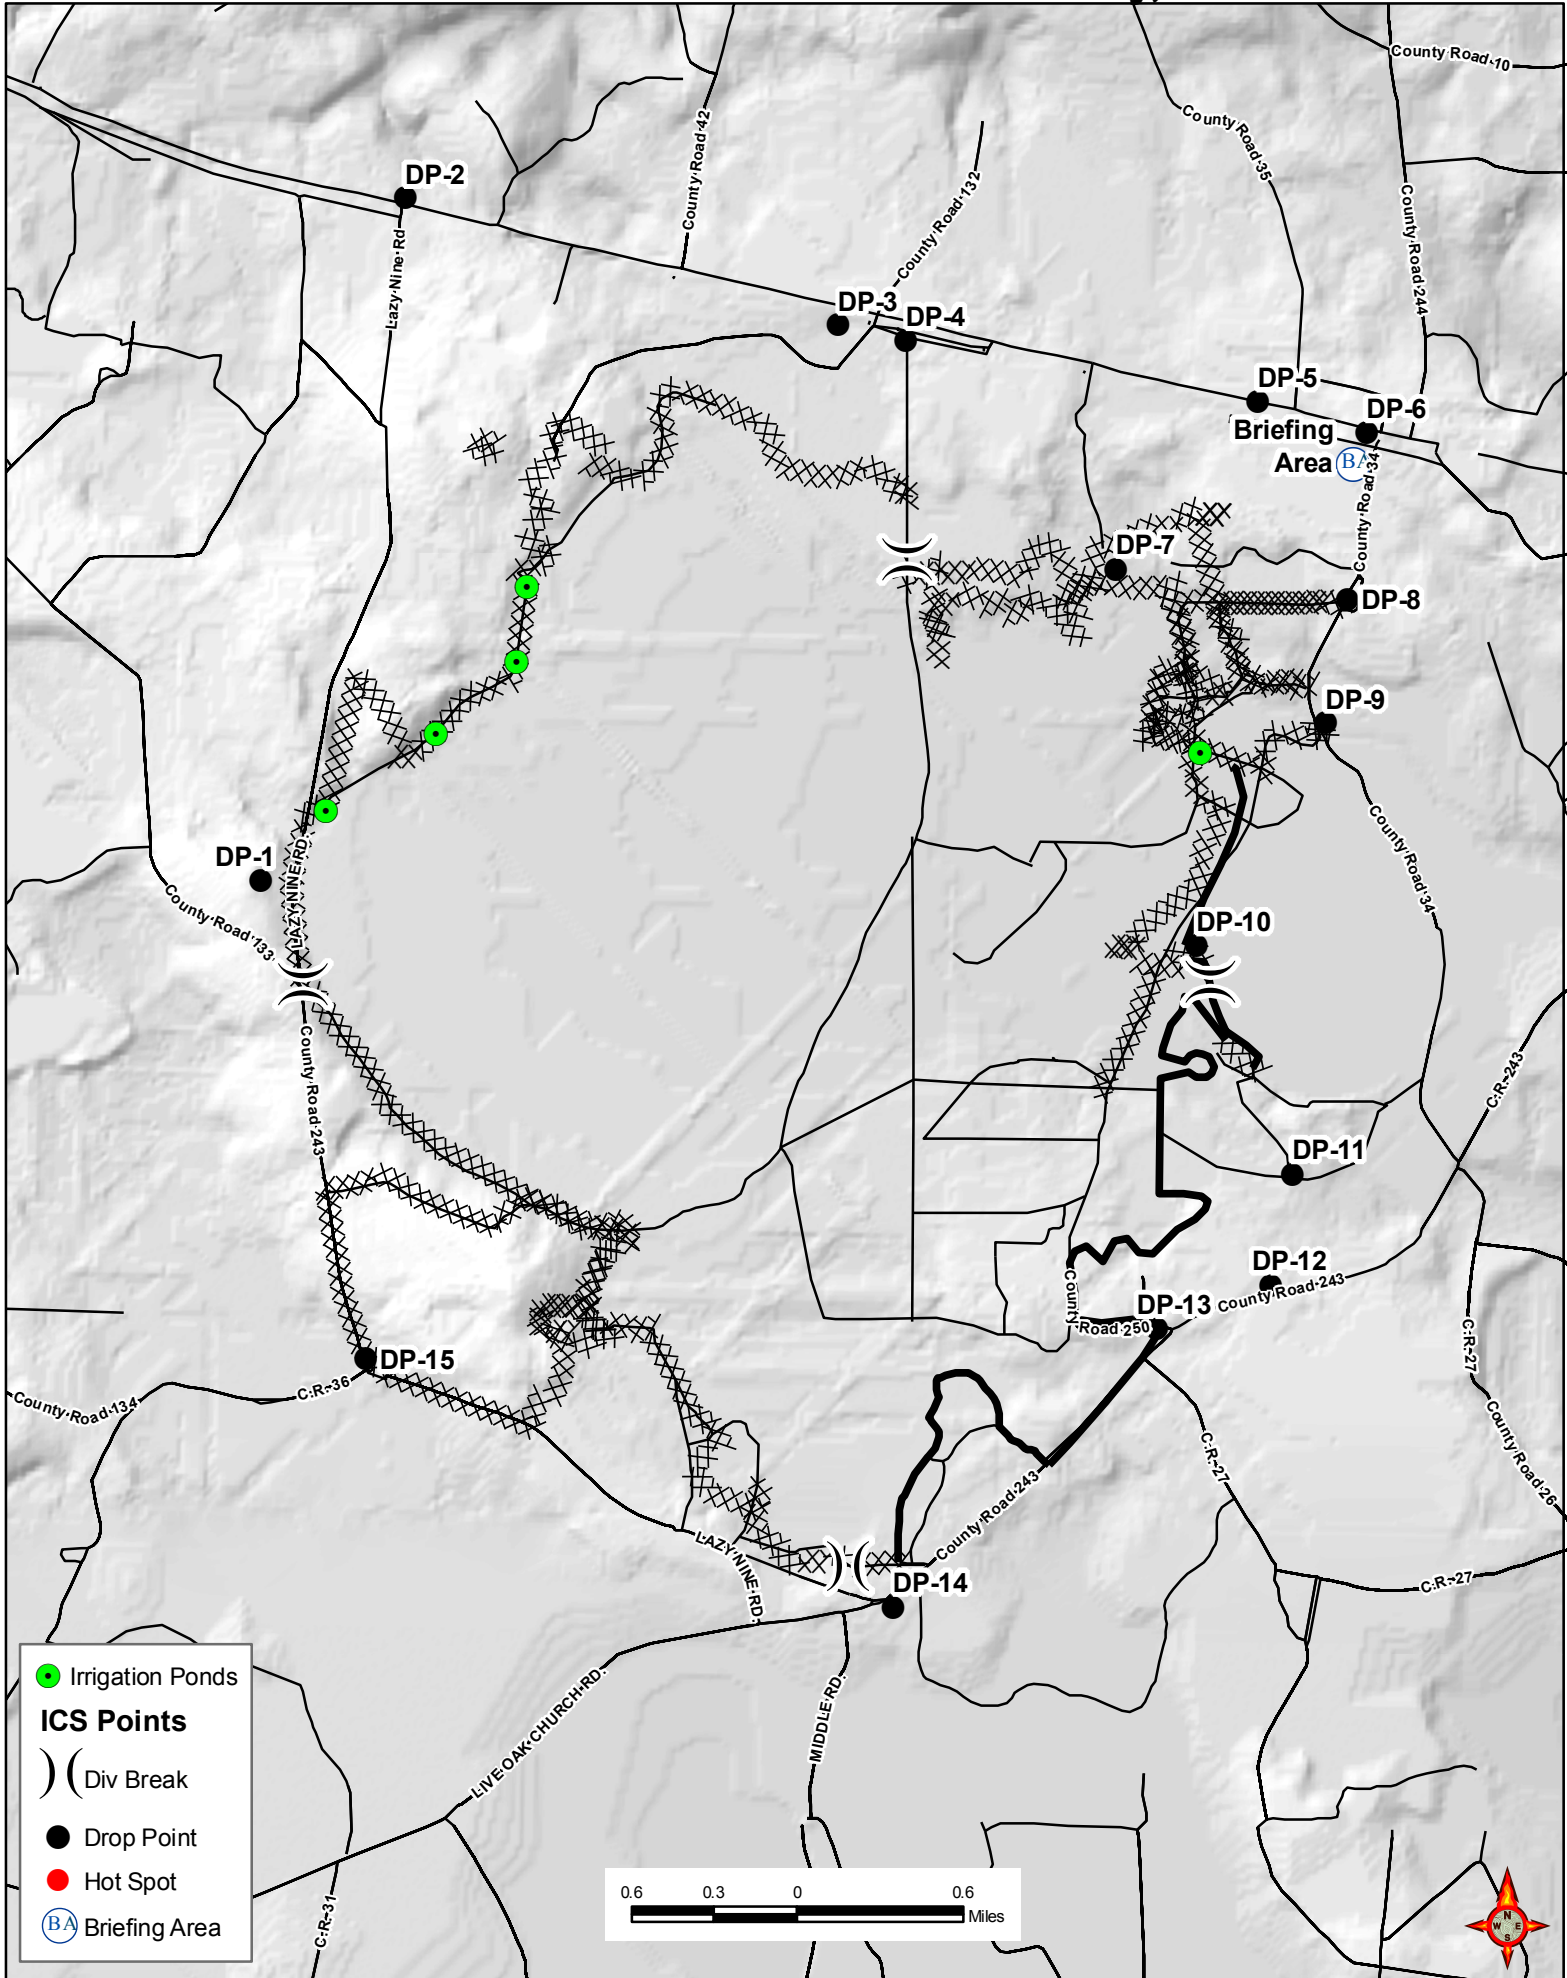 County Road 10
County Road 42
County Road 35
DP-2
County Road 132
County Road 244
Lazy Nine Rd
DP-3
DP-4
DP-5
DP-6
Briefing
Area
BA
County Road 34
DP-7
DP-8
DP-9
County Road 34
DP-1
LAZY NINE RD.
County Road 133
DP-10
County Road 243
C.R. 243
DP-11
DP-12
County Road 243
County
Road 250
DP-13
C.R. 27
DP-15
C.R. 36
County Road 134
County Road 26
C.R. 27
County Road 243
LAZY NINE RD.
DP-14
C.R. 27
LIVE OAK CHURCH RD.
MIDDLE RD.
C.R. 31
Irrigation Ponds
ICS Points
Div Break
Drop Point
Hot Spot
BA
Briefing Area
0.6 0.3 0 0.6
Miles
N
W E
S